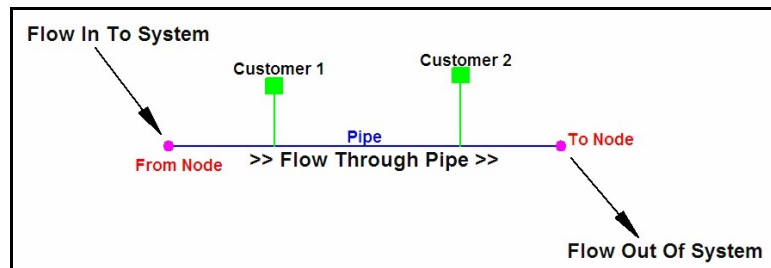 Flow In To System
Customer 1
Customer 2
Pipe
To Node
From Node
>> Flow Through Pipe >>
Flow Out Of System